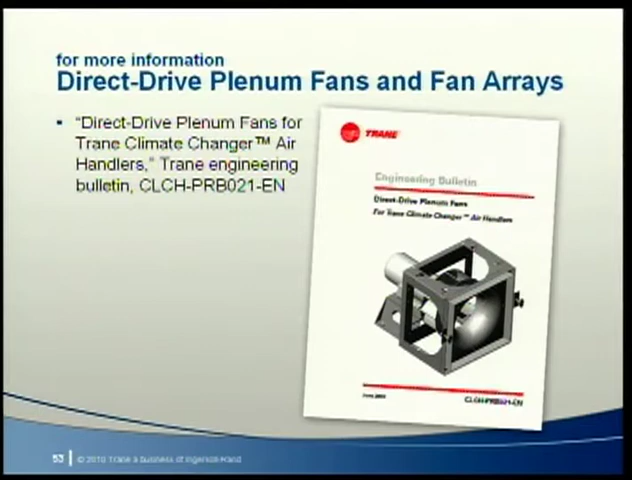 for more information
Direct-Drive Plenum Fans and Fan Arrays
▪ "Direct-Drive Plenum Fans for
Trane Climate Changer™ Air
Handlers," Trane engineering
bulletin, CLCH-PRB021-EN
TRANE
Engineering Bulletin
Direct-Drive Plenum Fans
For Trane Climate Changer™ Air Handlers
CLCH-PRB021-EN
53 © 2010 Trane a business of Ingersoll-Rand